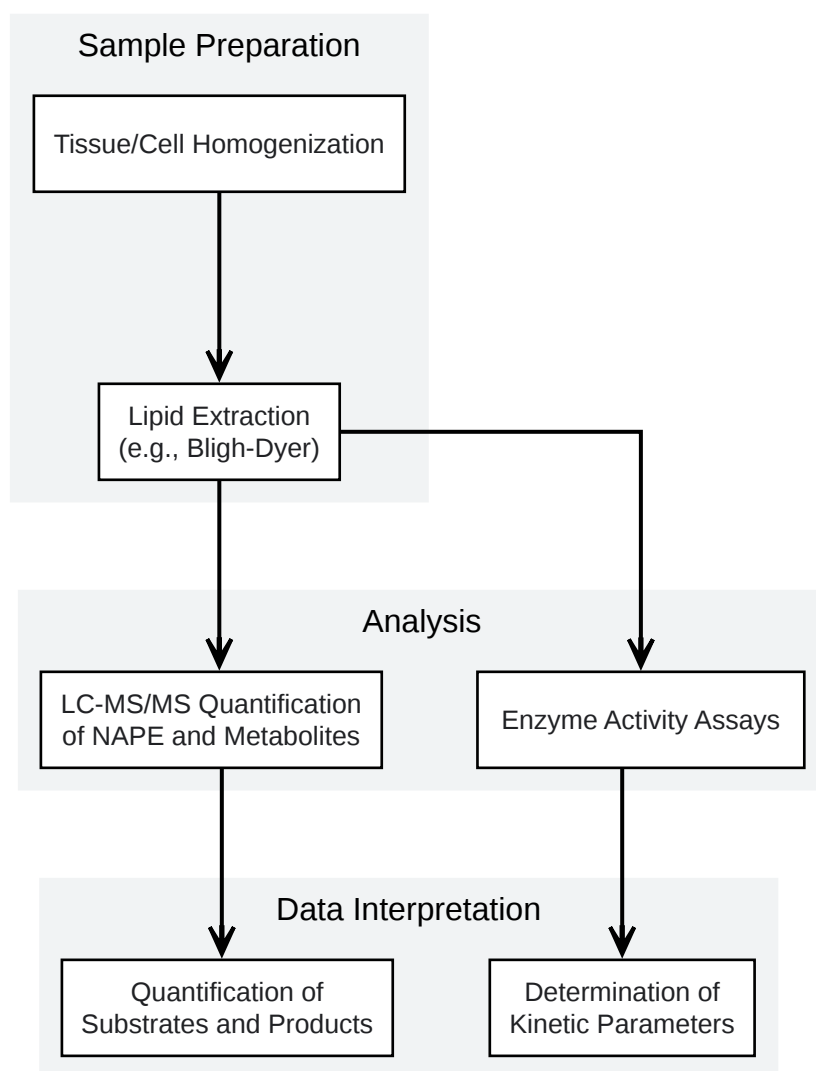 Sample Preparation
Tissue/Cell Homogenization
Lipid Extraction
(e.g., Bligh-Dyer)
Analysis
LC-MS/MS Quantification
of NAPE and Metabolites
Enzyme Activity Assays
Data Interpretation
Quantification of
Substrates and Products
Determination of
Kinetic Parameters